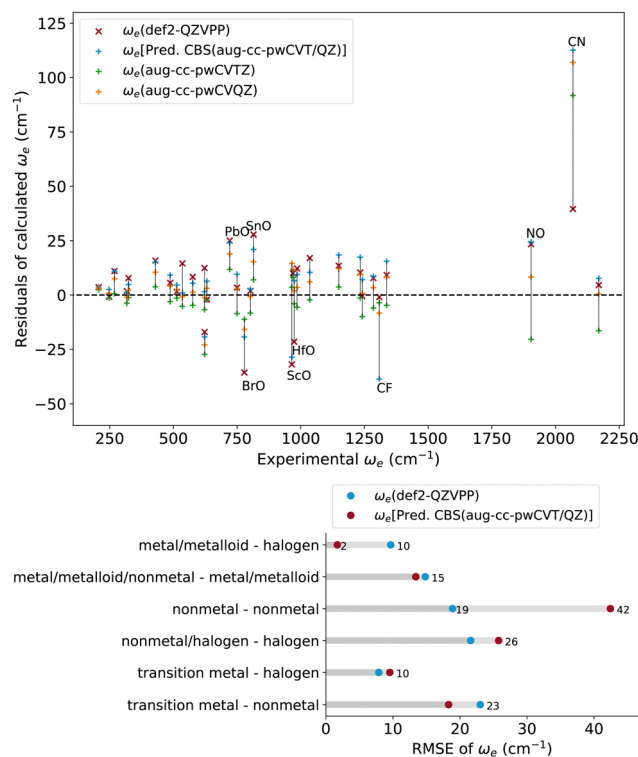 ωₑ(def2-QZVPP)
ωₑ[Pred. CBS(aug-cc-pwCVT/QZ)]
ωₑ(aug-cc-pwCVTZ)
ωₑ(aug-cc-pwCVQZ)
Residuals of calculated ωₑ (cm⁻¹)
125
100
75
50
25
0
−25
−50
CN
NO
PbO
SnO
HfO
ScO
BrO
CF
250 500 750 1000 1250 1500 1750 2000 2250
Experimental ωₑ (cm⁻¹)
ωₑ(def2-QZVPP)
ωₑ[Pred. CBS(aug-cc-pwCVT/QZ)]
metal/metalloid - halogen 2 10
metal/metalloid/nonmetal - metal/metalloid 15
nonmetal - nonmetal 19 42
nonmetal/halogen - halogen 26
transition metal - halogen 10
transition metal - nonmetal 23
0 10 20 30 40
RMSE of ωₑ (cm⁻¹)